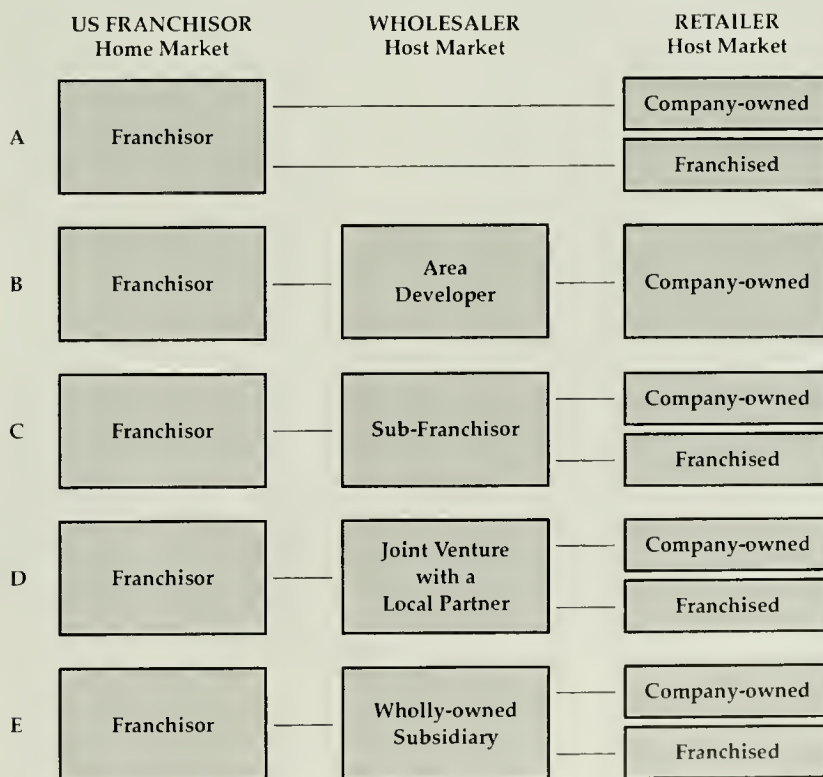 US FRANCHISOR
Home Market
WHOLESALER
Host Market
RETAILER
Host Market
A
Franchisor
Company-owned
Franchised
B
Franchisor
Area
Developer
Company-owned
C
Franchisor
Sub-Franchisor
Company-owned
Franchised
D
Franchisor
Joint Venture
with a
Local Partner
Company-owned
Franchised
E
Franchisor
Wholly-owned
Subsidiary
Company-owned
Franchised